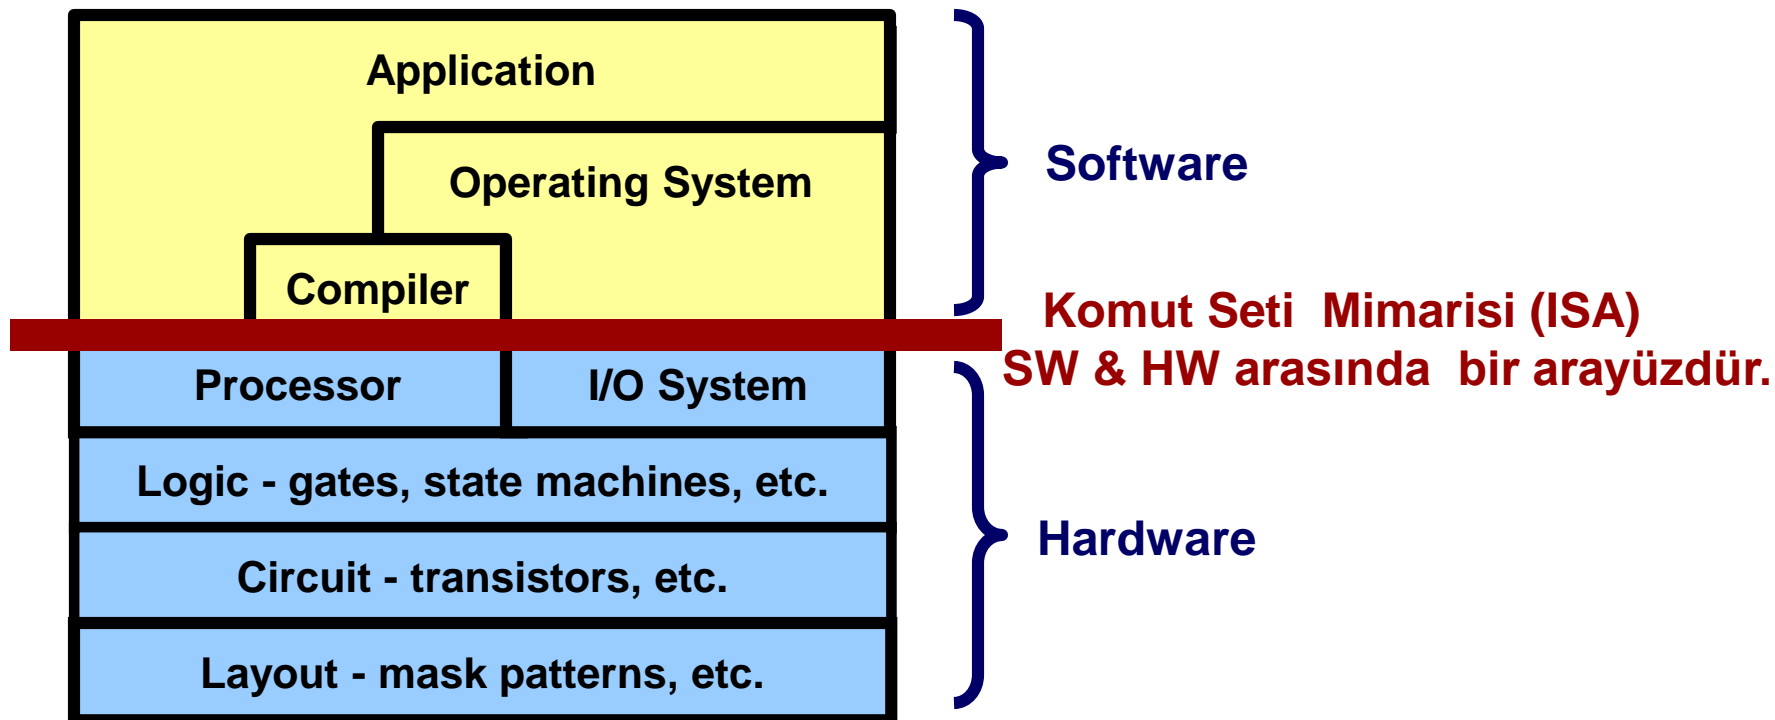 Application
Operating System
Compiler
Software
Komut Seti Mimarisi (ISA)
SW & HW arasında bir arayüzdür.
Processor
I/O System
Logic - gates, state machines, etc.
Circuit - transistors, etc.
Hardware
Layout - mask patterns, etc.